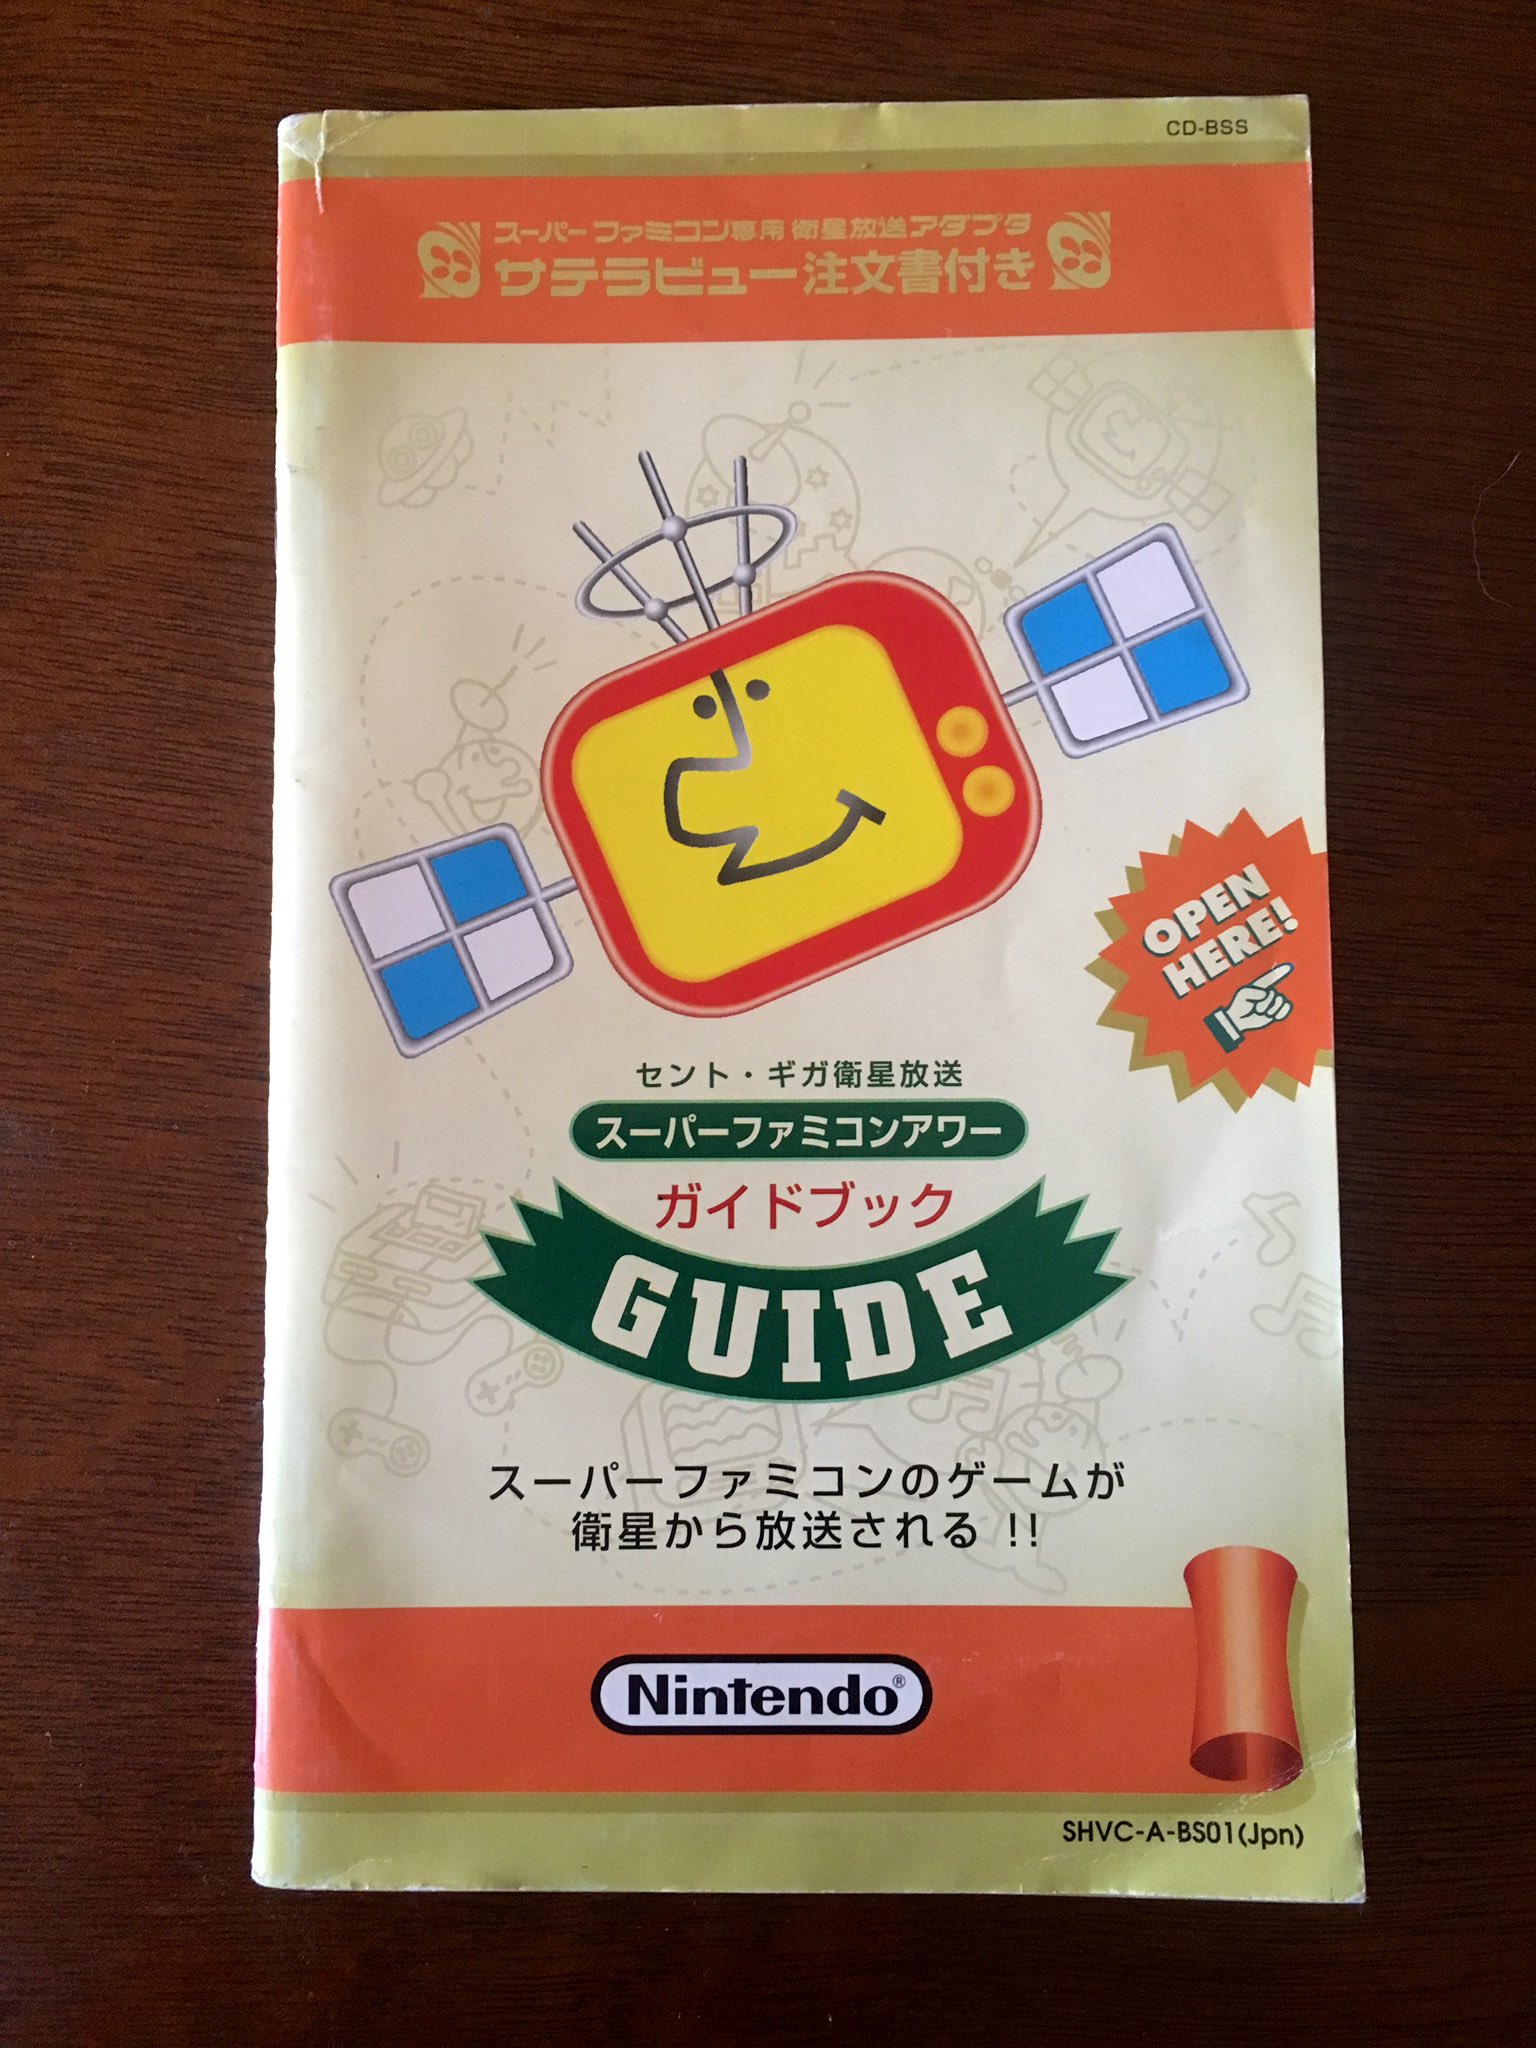 CD-BSS
スーパーファミコン専用 衛星放送アダプタ
サテラビュー注文書付き
OPEN
HERE!
セント・ギガ衛星放送
スーパーファミコンアワー
ガイドブック
GUIDE
スーパーファミコンのゲームが
衛星から放送される !!
Nintendo®
SHVC-A-BS01(Jpn)